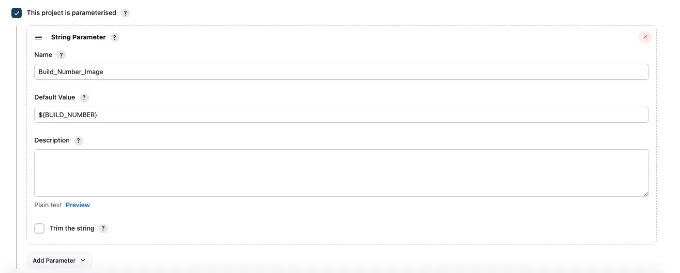 This project is parameterised ?
String Parameter ?
Name ?
Build_Number_Image
Default Value ?
${BUILD_NUMBER}
Description ?
Plain text Preview
Trim the string ?
Add Parameter